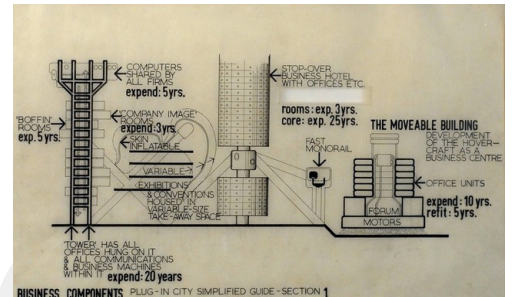 COMPUTERS
SHARED BY
ALL FIRMS
expend: 5yrs.
'BOFFIN'
ROOMS
exp. 5yrs.
'COMPANY IMAGE'
ROOMS
expend: 3yrs.
SKIN
INFLATABLE
VARIABLE
EXHIBITIONS
& CONVENTIONS
HOUSED IN
VARIABLE-SIZE
TAKE-AWAY SPACE
'TOWER' HAS ALL
OFFICES HUNG ON IT
& ALL COMMUNICATIONS
& BUSINESS MACHINES
WITHIN IT expend: 20 years
STOP-OVER
BUSINESS HOTEL
WITH OFFICES ETC.
rooms: exp. 3yrs.
core: exp. 25yrs.
FAST
MONORAIL
THE MOVEABLE BUILDING
DEVELOPMENT
OF THE HOVER-
CRAFT AS A
BUSINESS CENTRE
OFFICE UNITS
expend: 10 yrs.
refit: 5yrs.
FORUM
MOTORS
BUSINESS COMPONENTS PLUG-IN CITY SIMPLIFIED GUIDE-SECTION 1